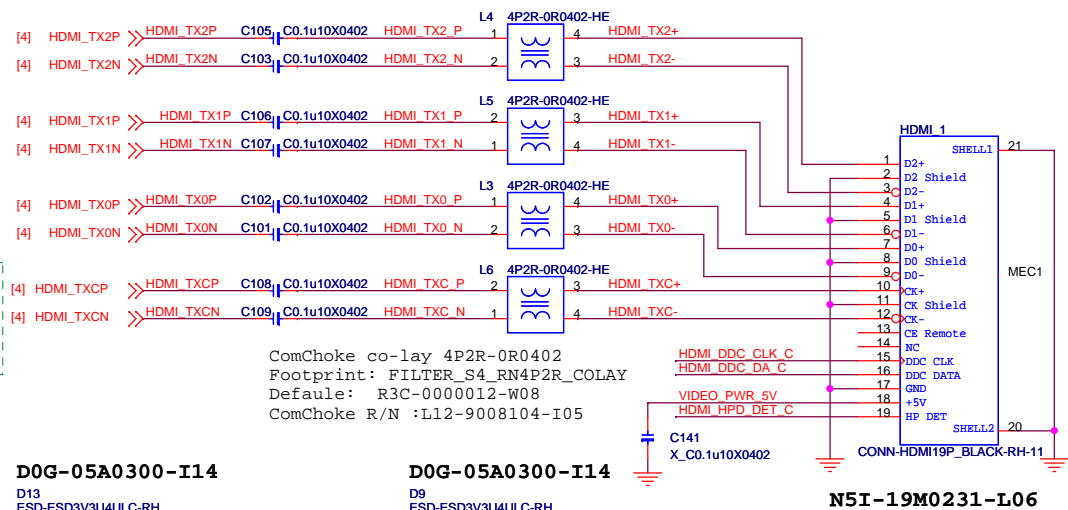 L4 4P2R-0R0402-HE
[4] HDMI_TX2P HDMI_TX2P C105 C0.1u10X0402 HDMI_TX2_P 1 4 HDMI_TX2+
[4] HDMI_TX2N HDMI_TX2N C103 C0.1u10X0402 HDMI_TX2_N 2 3 HDMI_TX2-
L5 4P2R-0R0402-HE
[4] HDMI_TX1P HDMI_TX1P C106 C0.1u10X0402 HDMI_TX1_P 2 3 HDMI_TX1+
[4] HDMI_TX1N HDMI_TX1N C107 C0.1u10X0402 HDMI_TX1_N 1 4 HDMI_TX1-
L3 4P2R-0R0402-HE
[4] HDMI_TX0P HDMI_TX0P C102 C0.1u10X0402 HDMI_TX0_P 1 4 HDMI_TX0+
[4] HDMI_TX0N HDMI_TX0N C101 C0.1u10X0402 HDMI_TX0_N 2 3 HDMI_TX0-
L6 4P2R-0R0402-HE
[4] HDMI_TXCP HDMI_TXCP C108 C0.1u10X0402 HDMI_TXC_P 2 3 HDMI_TXC+
[4] HDMI_TXCN HDMI_TXCN C109 C0.1u10X0402 HDMI_TXC_N 1 4 HDMI_TXC-
HDMI_1
SHELL1 21
1 D2+
2 D2 Shield
3 D2-
4 D1+
5 D1 Shield
6 D1-
7 D0+
8 D0 Shield
9 D0-
10 CK+
11 CK Shield
12 CK-
13 CE Remote
14 NC
HDMI_DDC_CLK_C 15 DDC CLK
HDMI_DDC_DA_C 16 DDC DATA
17 GND
VIDEO_PWR_5V 18 +5V
HDMI_HPD_DET_C 19 HP DET
SHELL2 20
MEC1
CONN-HDMI19P_BLACK-RH-11
ComChoke co-lay 4P2R-0R0402
Footprint: FILTER_S4_RN4P2R_COLAY
Defaule: R3C-0000012-W08
ComChoke R/N :L12-9008104-I05
C141
X_C0.1u10X0402
D0G-05A0300-I14
D13
ESD-ESD3V3U4ULC-RH
D0G-05A0300-I14
D9
ESD-ESD3V3U4ULC-RH
N5I-19M0231-L06